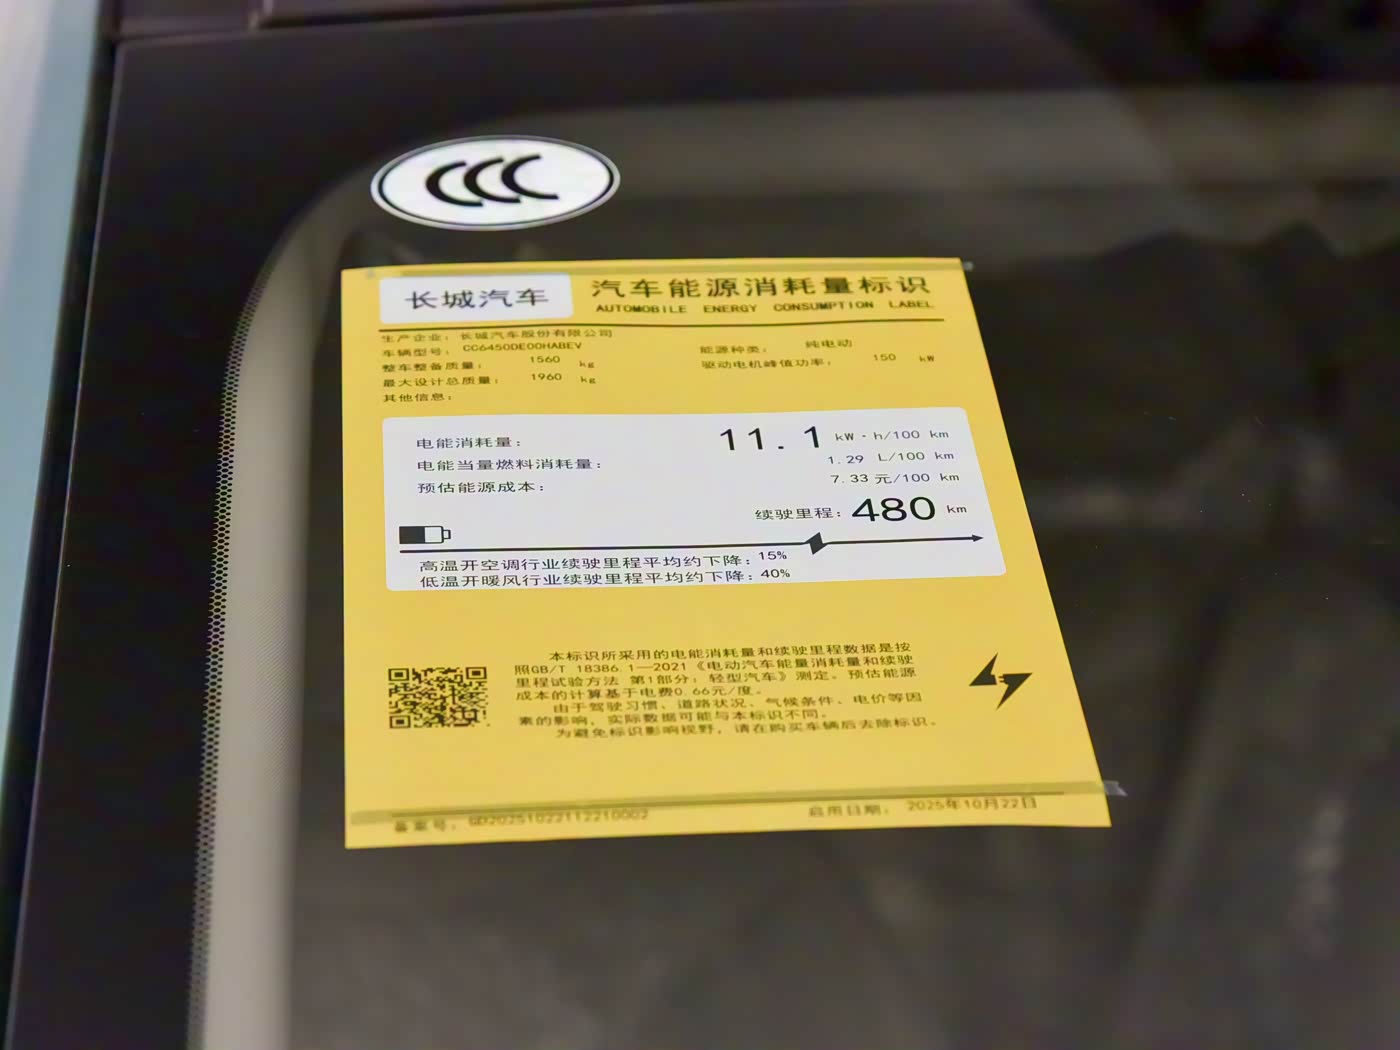 CCC
长城汽车 汽车能源消耗量标识
AUTOMOBILE ENERGY CONSUMPTION LABEL
生产企业：长城汽车股份有限公司
车辆型号：CC6450DE00HABEV 能源种类：纯电动
整车整备质量：1560 kg 驱动电机峰值功率：150 kW
最大设计总质量：1960 kg
其他信息：
电能消耗量：11.1 kW·h/100 km
电能当量燃料消耗量：1.29 L/100 km
预估能源成本：7.33 元/100 km
续驶里程：480 km
高温开空调行业续驶里程平均约下降：15%
低温开暖风行业续驶里程平均约下降：40%
本标识所采用的电能消耗量和续驶里程数据是按
照GB/T 18386.1—2021《电动汽车能量消耗量和续驶
里程试验方法 第1部分：轻型汽车》测定。预估能源
成本的计算基于电费0.66元/度。
由于驾驶习惯、道路状况、气候条件、电价等因
素的影响，实际数据可能与本标识不同。
为避免标识影响视野，请在购买车辆后去除标识。
备案号：GD20251022112210002 启用日期：2025年10月22日